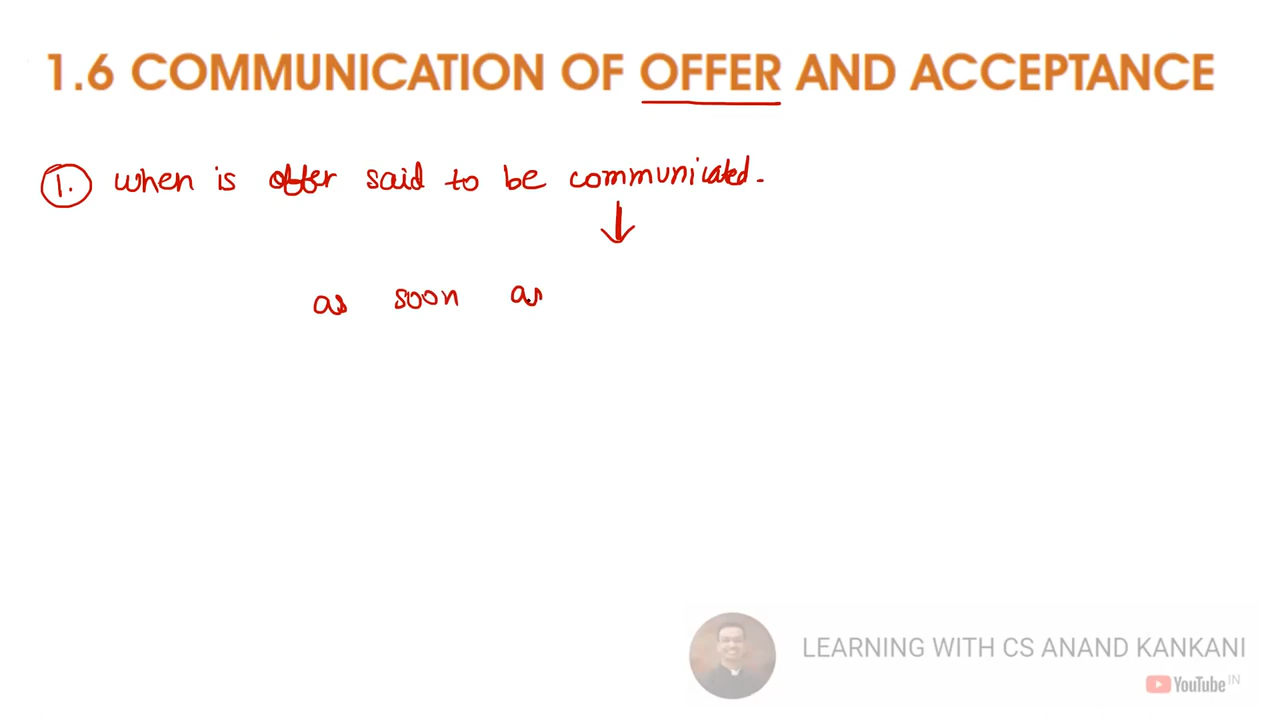 1.6 COMMUNICATION OF OFFER AND ACCEPTANCE
1. when is offer said to be communicated.
as soon as
LEARNING WITH CS ANAND KANKANI
YouTube IN